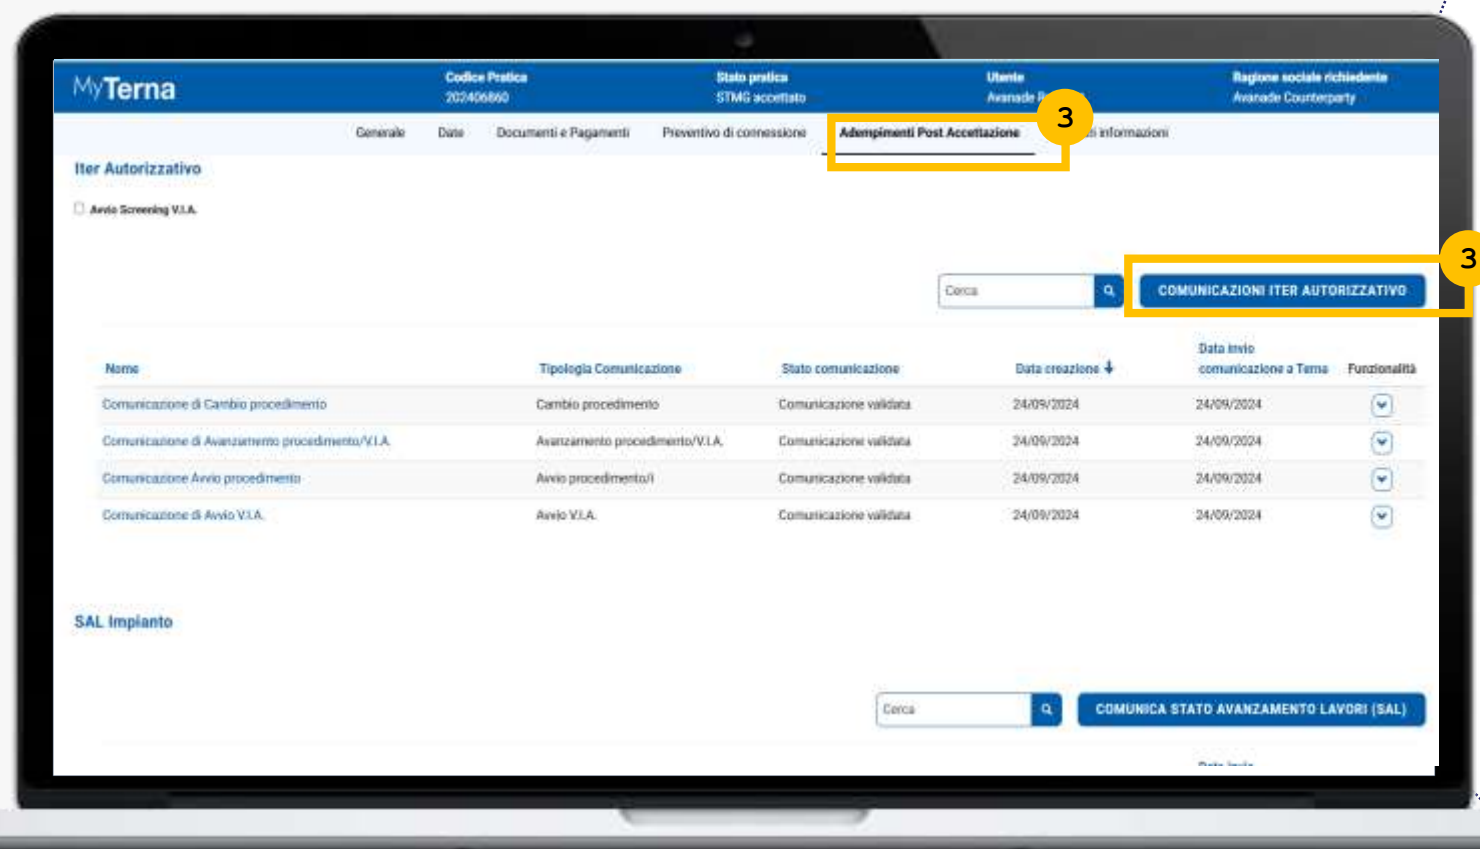 MyTerna
Codice Pratica
202406860
Stato pratica
STMG accettato
Utente
Avanade
Ragione sociale richiedente
Avanade Counterparty
Generale Date Documenti e Pagamenti Preventivo di connessione Adempimenti Post Accettazione informazioni
3
Iter Autorizzativo
Avvio Screening V.I.A.
3
Cerca
COMUNICAZIONI ITER AUTORIZZATIVO
Nome Tipologia Comunicazione Stato comunicazione Data creazione Data invio comunicazione a Terna Funzionalità
Comunicazione di Cambio procedimento Cambio procedimento Comunicazione validata 24/09/2024 24/09/2024
Comunicazione di Avanzamento procedimento/V.I.A. Avanzamento procedimento/V.I.A. Comunicazione validata 24/09/2024 24/09/2024
Comunicazione Avvio procedimento Avvio procedimento/i Comunicazione validata 24/09/2024 24/09/2024
Comunicazione di Avvio V.I.A. Avvio V.I.A. Comunicazione validata 24/09/2024 24/09/2024
SAL Impianto
Cerca
COMUNICA STATO AVANZAMENTO LAVORI (SAL)
Data invio